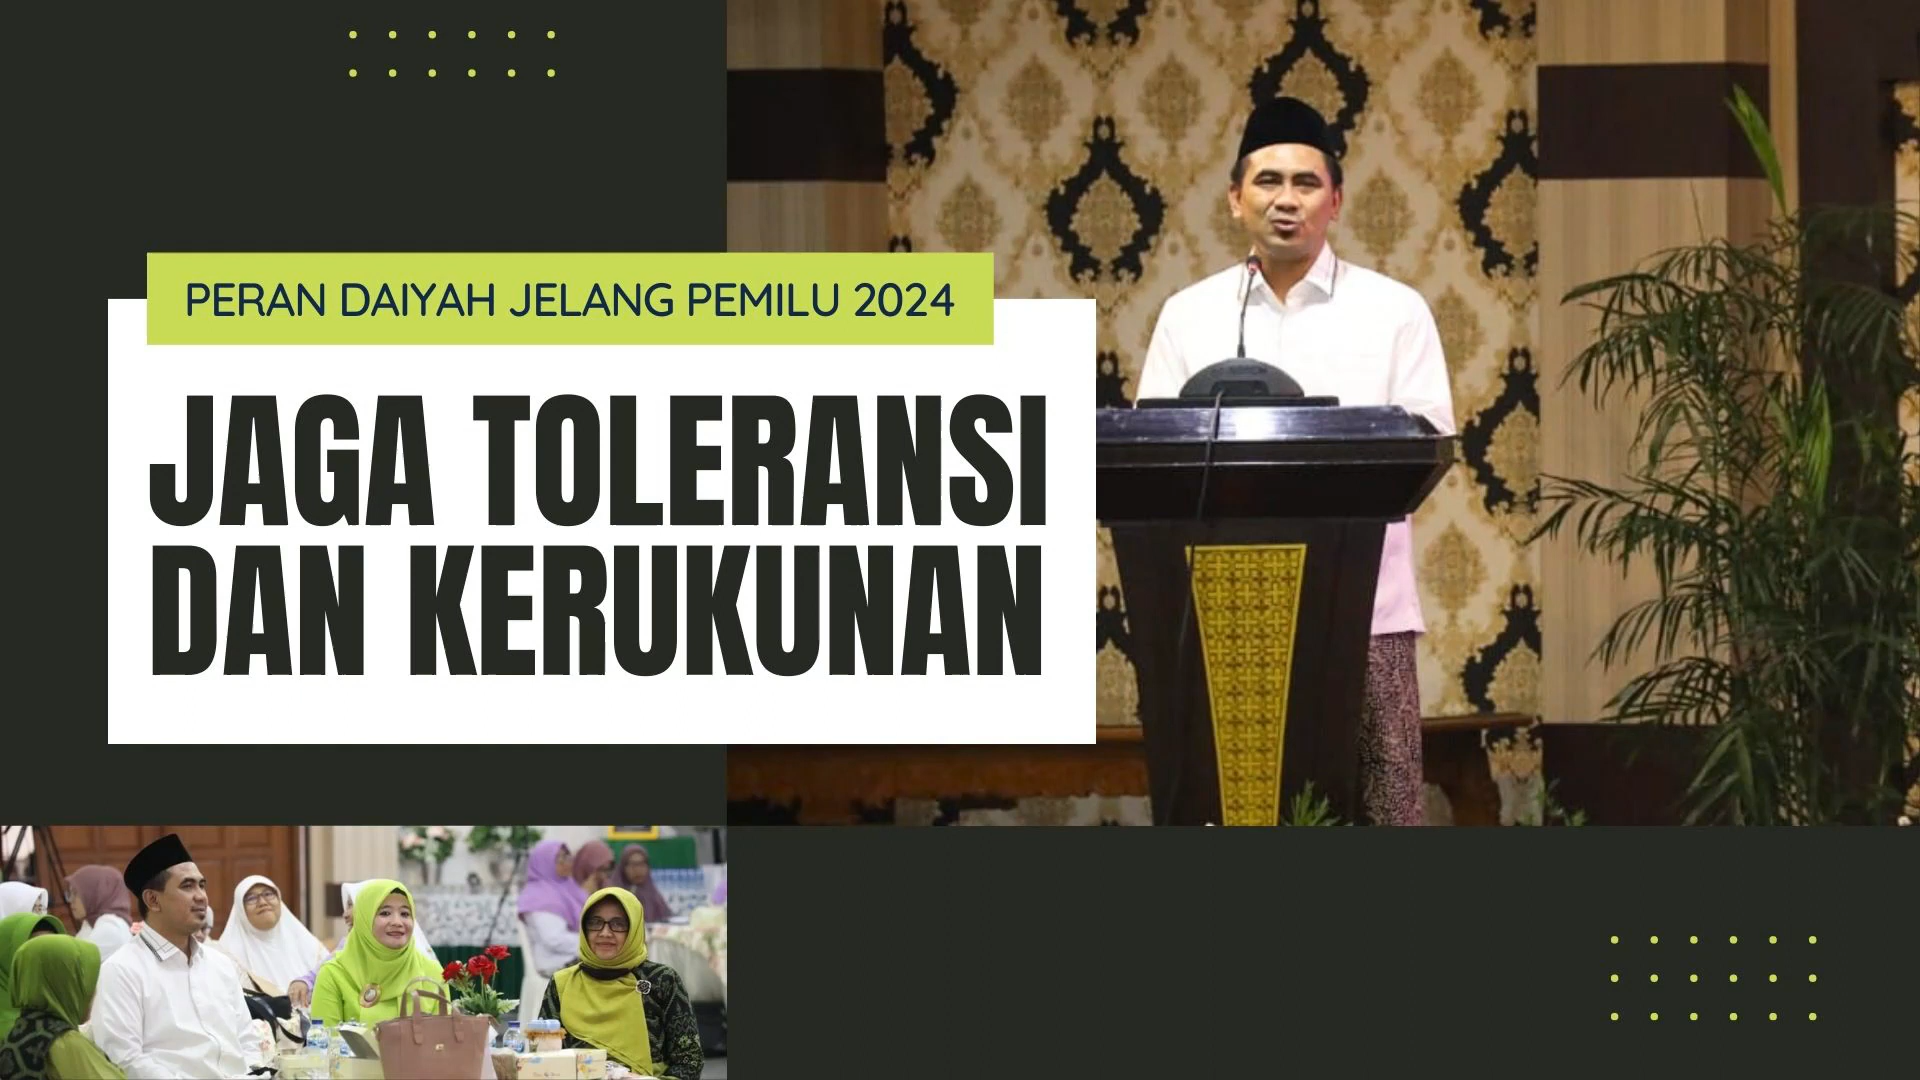 PERAN DAIYAH JELANG PEMILU 2024
JAGA TOLERANSI
DAN KERUKUNAN